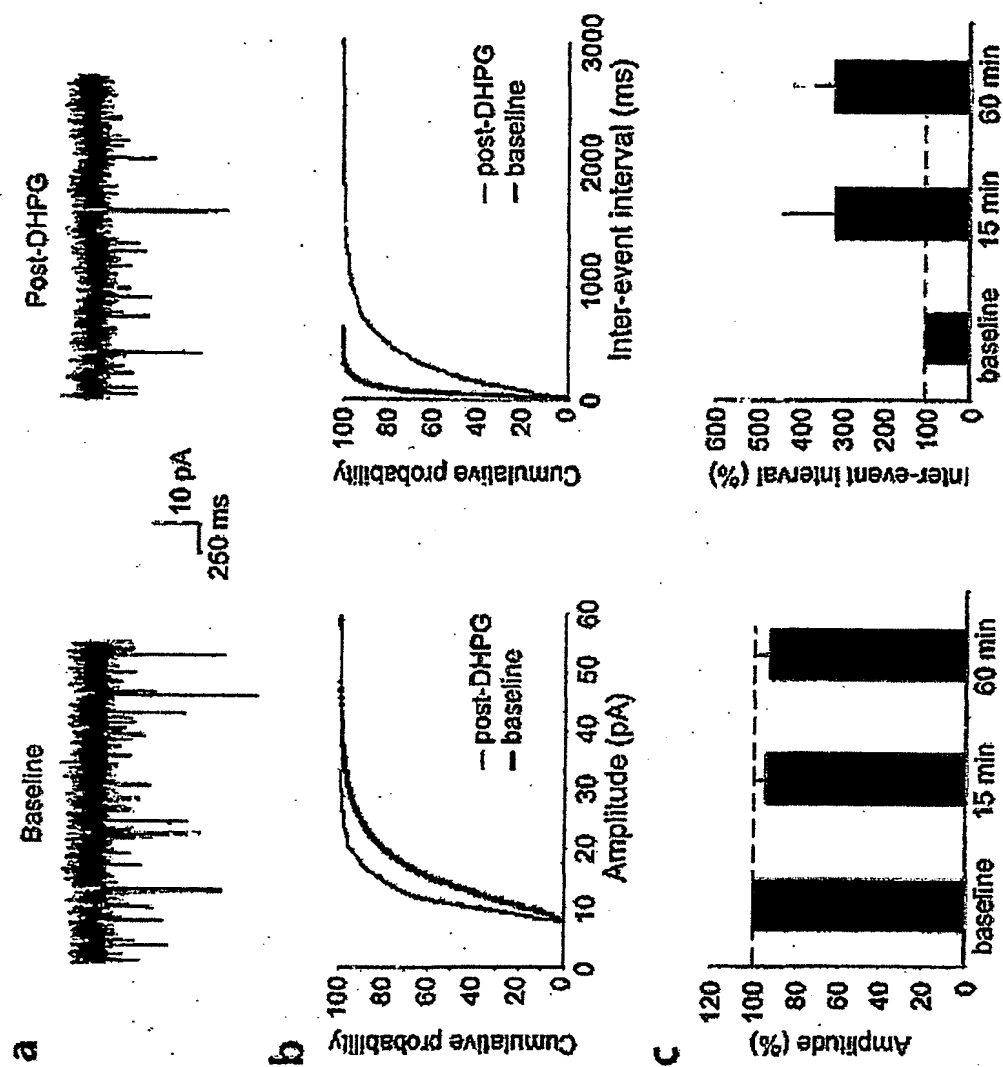 a
Baseline
Post-DHPG
10 pA
250 ms
b
Cumulative probability
100
80
60
40
20
0
0 10 20 30 40 50 60
Amplitude (pA)
post-DHPG
baseline
Cumulative probability
100
80
60
40
20
0
0 1000 2000 3000
Inter-event interval (ms)
post-DHPG
baseline
c
Amplitude (%)
120
100
80
60
40
20
0
baseline 15 min 60 min
Inter-event interval (%)
600
500
400
300
200
100
0
baseline 15 min 60 min